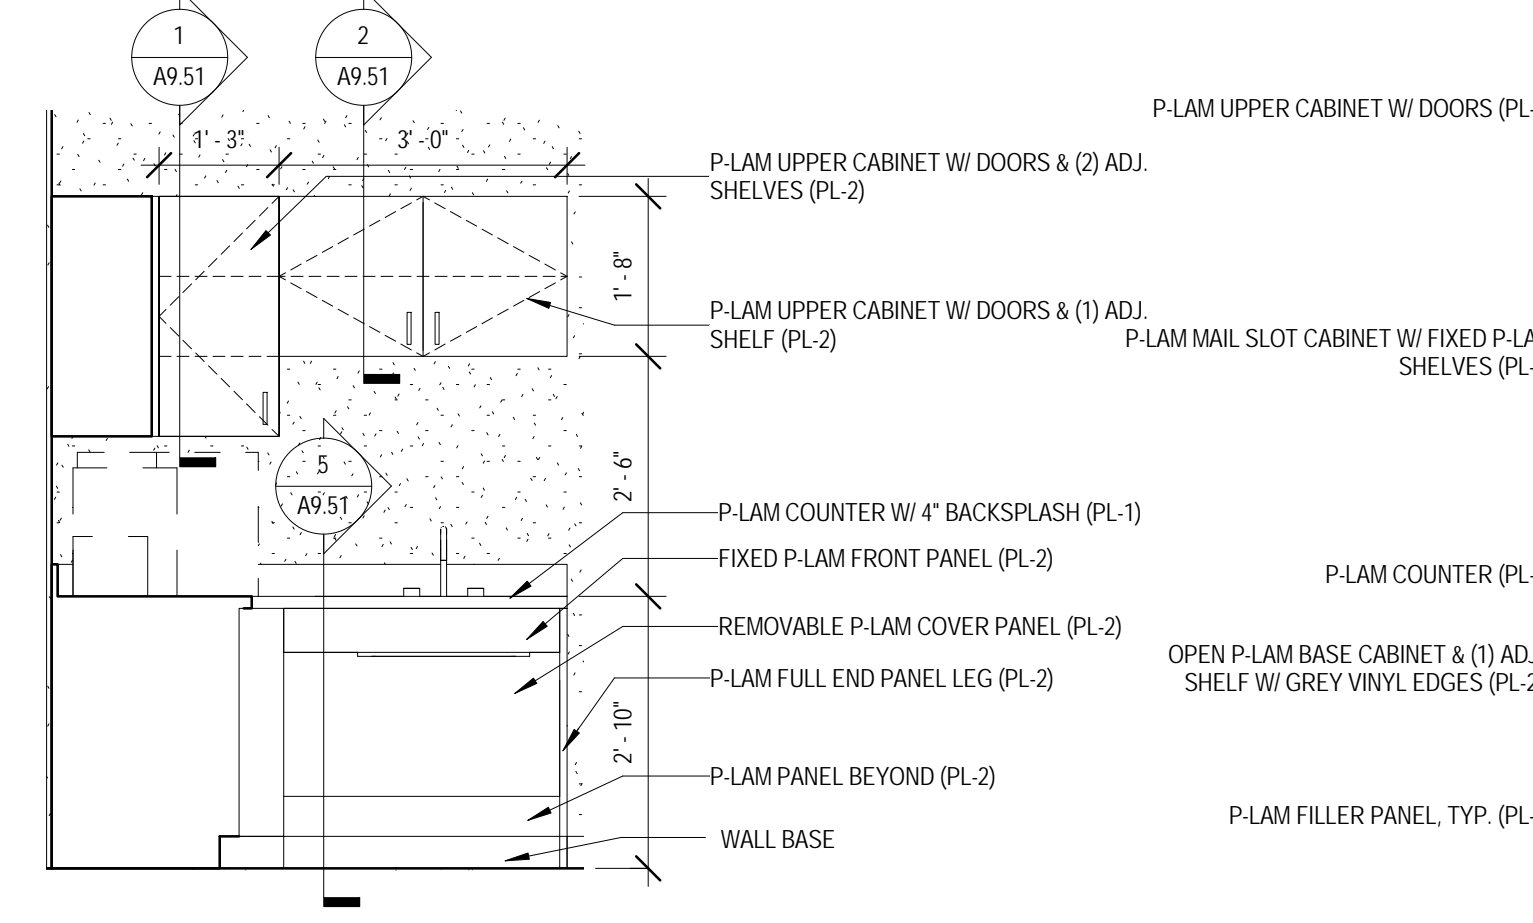 1
A9.51
2
A9.51
1' - 3"
3' - 0"
P-LAM UPPER CABINET W/ DOORS & (2) ADJ.
SHELVES (PL-2)
1' - 8"
P-LAM UPPER CABINET W/ DOORS & (1) ADJ.
SHELF (PL-2)
2' - 6"
5
A9.51
P-LAM COUNTER W/ 4" BACKSPLASH (PL-1)
FIXED P-LAM FRONT PANEL (PL-2)
REMOVABLE P-LAM COVER PANEL (PL-2)
P-LAM FULL END PANEL LEG (PL-2)
2' - 10"
P-LAM PANEL BEYOND (PL-2)
WALL BASE
P-LAM UPPER CABINET W/ DOORS (PL-
P-LAM MAIL SLOT CABINET W/ FIXED P-LA
SHELVES (PL-
P-LAM COUNTER (PL-
OPEN P-LAM BASE CABINET & (1) ADJ.
SHELF W/ GREY VINYL EDGES (PL-2
P-LAM FILLER PANEL, TYP. (PL-